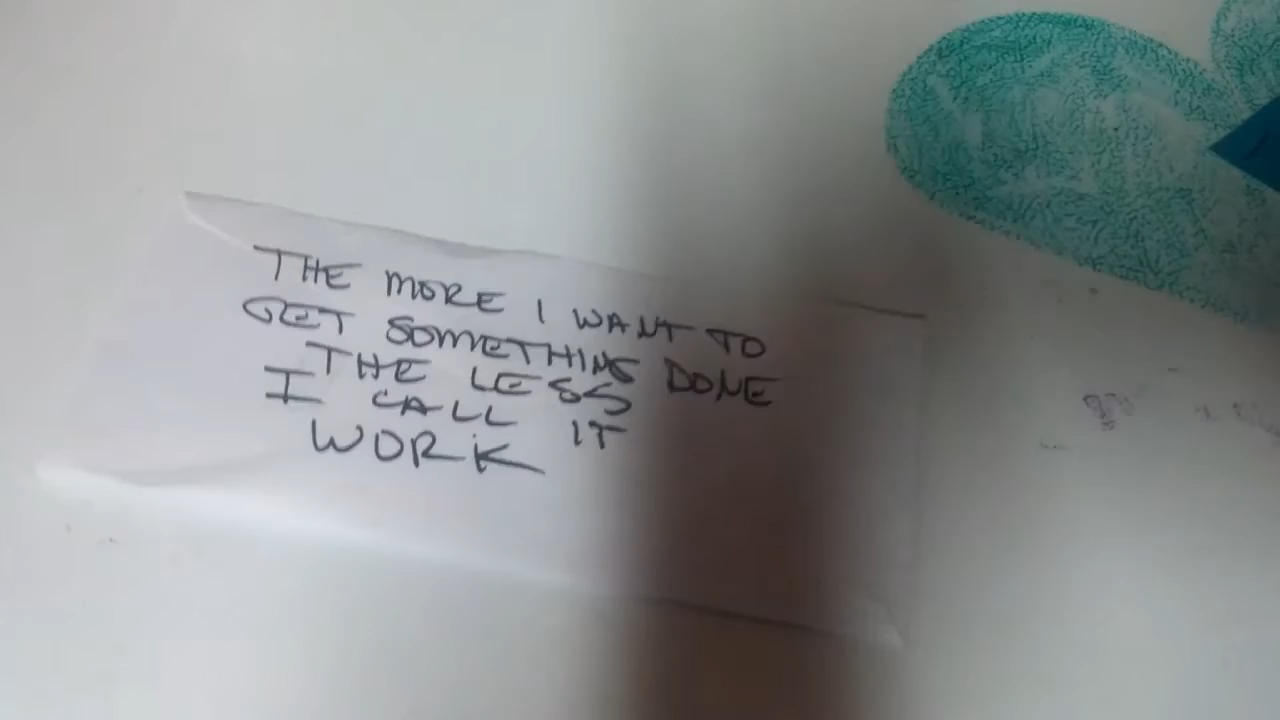 THE MORE I WANT TO
GET SOMETHING DONE
THE LESS
I CALL IT
WORK